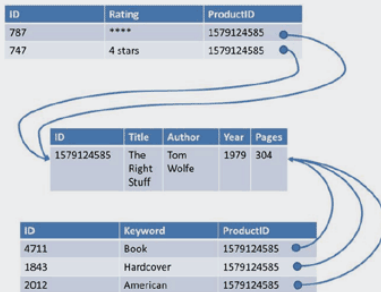 ID Rating ProductID
787 **** 1579124585
747 4 stars 1579124585
ID Title Author Year Pages
1579124585 The Right Stuff Tom Wolfe 1979 304
ID Keyword ProductID
4711 Book 1579124585
1843 Hardcover 1579124585
2012 American 1579124585